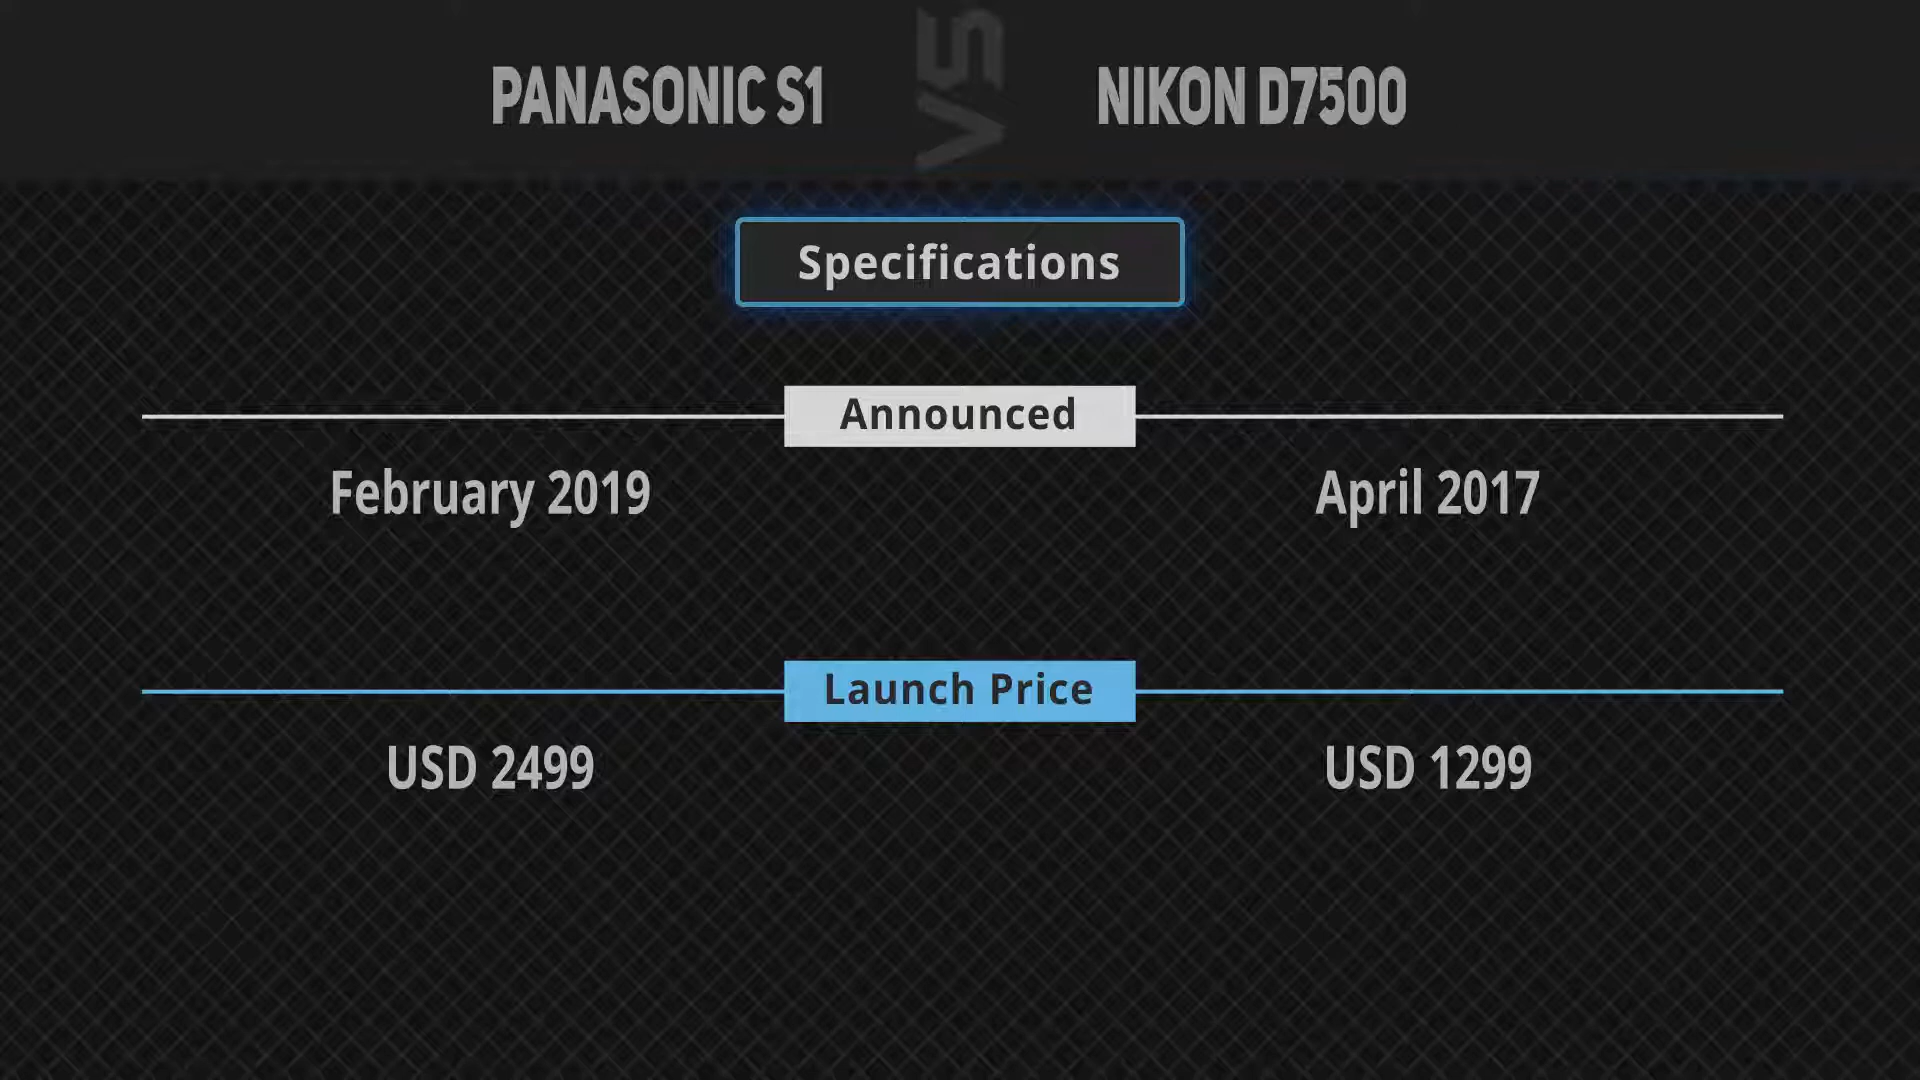 PANASONIC S1 VS NIKON D7500
Specifications
Announced
February 2019 April 2017
Launch Price
USD 2499 USD 1299